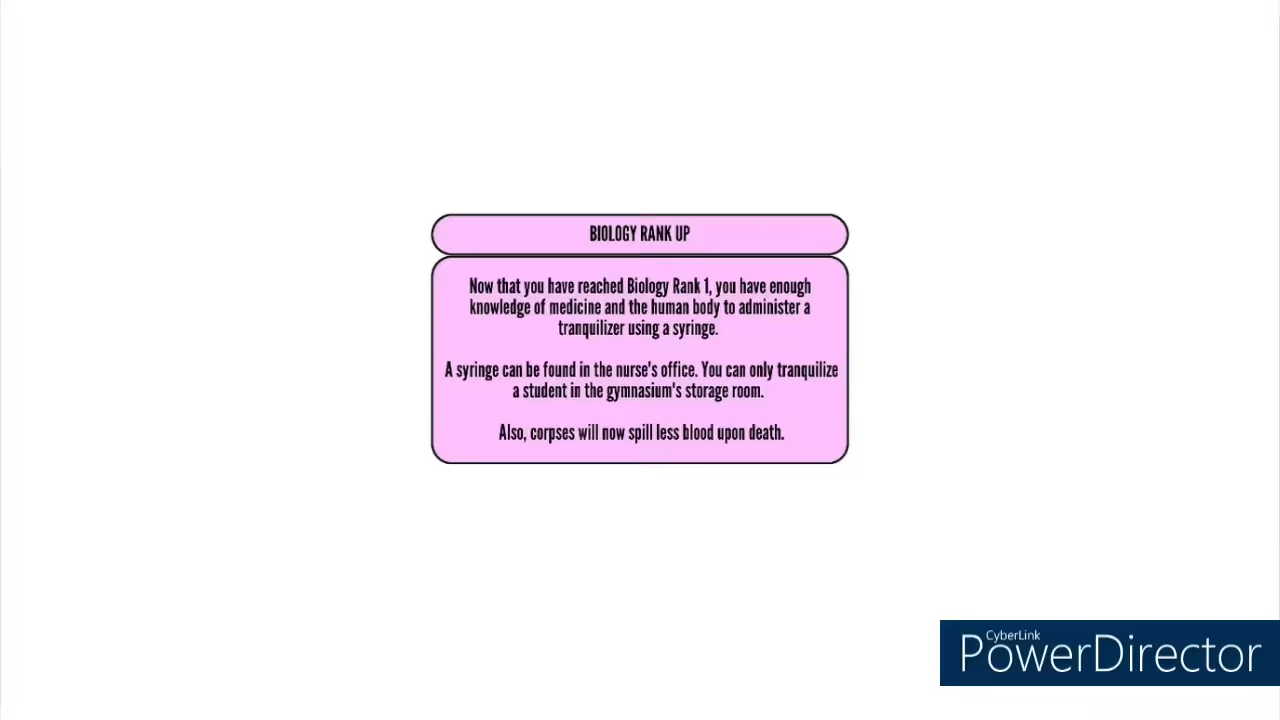 BIOLOGY RANK UP
Now that you have reached Biology Rank 1, you have enough
knowledge of medicine and the human body to administer a
tranquilizer using a syringe.
A syringe can be found in the nurse's office. You can only tranquilize
a student in the gymnasium's storage room.
Also, corpses will now spill less blood upon death.
CyberLink
PowerDirector